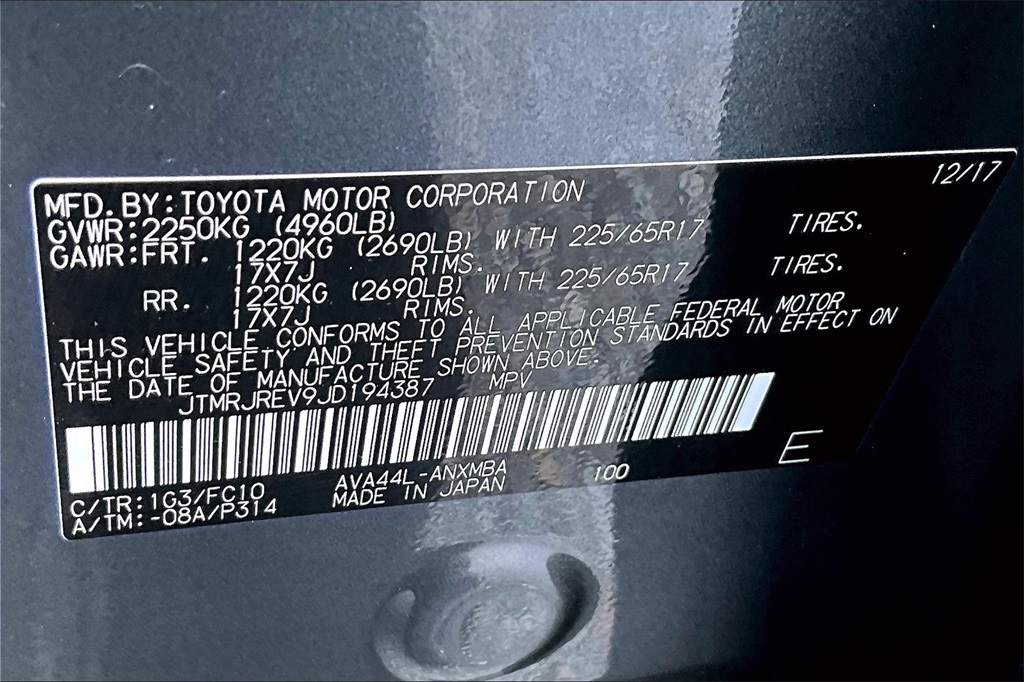 12/17
MFD. BY: TOYOTA MOTOR CORPORATION
GVWR: 2250KG (4960LB)
GAWR: FRT. 1220KG (2690LB) WITH 225/65R17 TIRES.
17X7J RIMS.
RR. 1220KG (2690LB) WITH 225/65R17 TIRES.
17X7J RIMS.
THIS VEHICLE CONFORMS TO ALL APPLICABLE FEDERAL MOTOR
VEHICLE SAFETY AND THEFT PREVENTION STANDARDS IN EFFECT ON
THE DATE OF MANUFACTURE SHOWN ABOVE.
JTMRJREV9JD194387 MPV
E
C/TR: 1G3/FC10 AVA44L-ANXMBA 100
A/TM: -08A/P314 MADE IN JAPAN